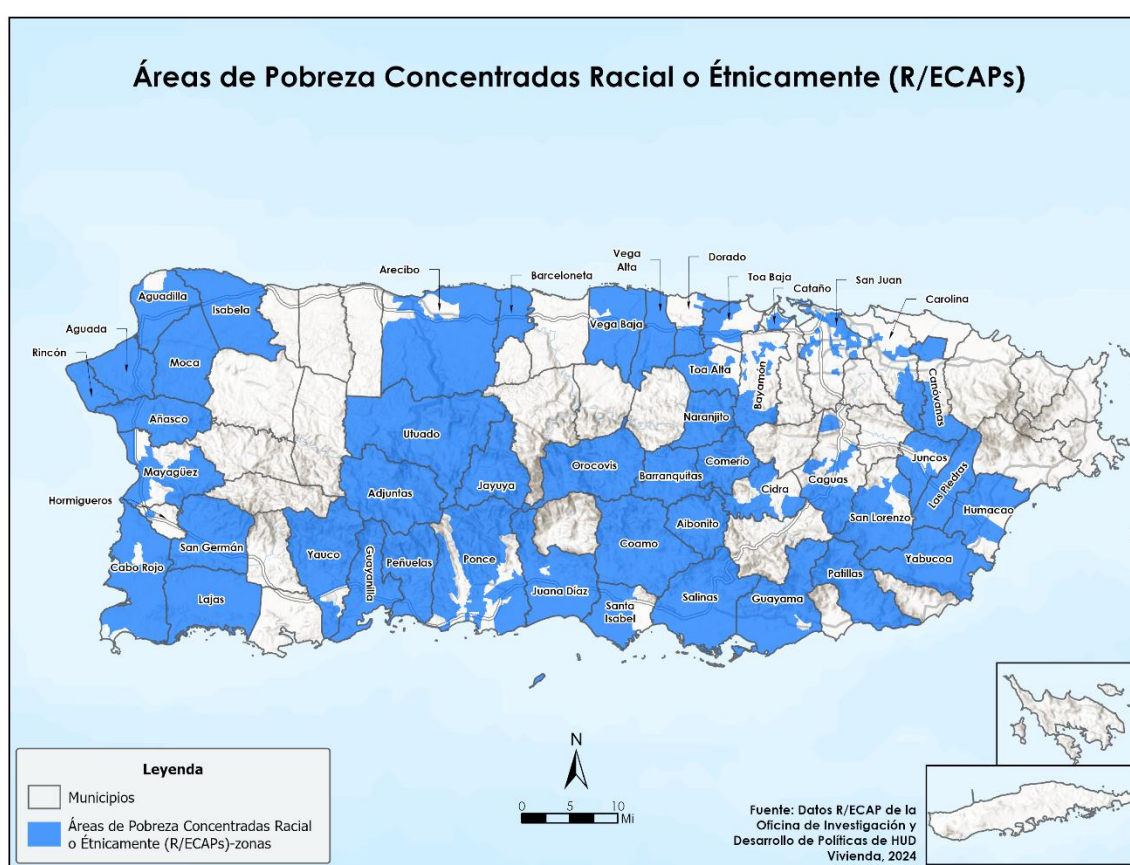 Áreas de Pobreza Concentradas Racial o Étnicamente (R/ECAPs)
Vega
Alta
Dorado
Arecibo
Barceloneta
Toa Baja
San Juan
Cataño
Carolina
Aguadilla
Isabela
Aguada
Vega Baja
Rincón
Moca
Toa Alta
Bayamón
Canóvanas
Añasco
Naranjito
Utuado
Orocovis
Comerío
Juncos
Mayagüez
Barranquitas
Caguas
Las Piedras
Adjuntas
Jayuya
Cidra
Hormigueros
San Lorenzo
Humacao
Aibonito
San Germán
Yauco
Guayanilla
Peñuelas
Ponce
Coamo
Yabucoa
Cabo Rojo
Patillas
Lajas
Juana Díaz
Salinas
Guayama
Santa
Isabel
N
0 5 10
Mi
Leyenda
Municipios
Áreas de Pobreza Concentradas Racial
o Étnicamente (R/ECAPs)-zonas
Fuente: Datos R/ECAP de la
Oficina de Investigación y
Desarrollo de Políticas de HUD
Vivienda, 2024